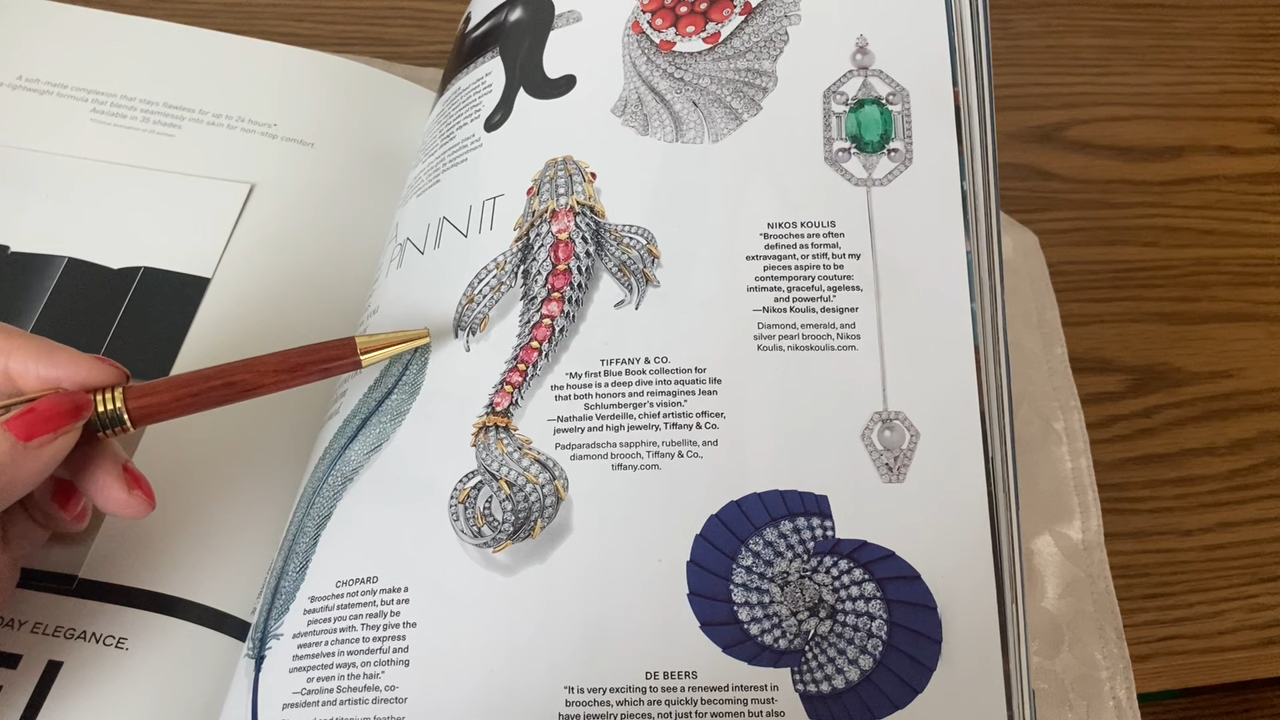 A soft-matte complexion that stays flawless for up to 24 hours.*
-lightweight formula that blends seamlessly into skin for non-stop comfort.
Available in 35 shades.
DAY ELEGANCE.
PIN IN IT
NIKOS KOULIS
“Brooches are often
defined as formal,
extravagant, or stiff, but my
pieces aspire to be
contemporary couture:
intimate, graceful, ageless,
and powerful.”
—Nikos Koulis, designer
Diamond, emerald, and
silver pearl brooch, Nikos
Koulis, nikoskoulis.com.
TIFFANY & CO.
“My first Blue Book collection for
the house is a deep dive into aquatic life
that both honors and reimagines Jean
Schlumberger's vision.”
—Nathalie Verdeille, chief artistic officer,
jewelry and high jewelry, Tiffany & Co.
Padparadscha sapphire, rubellite, and
diamond brooch, Tiffany & Co.,
tiffany.com.
CHOPARD
“Brooches not only make a
beautiful statement, but are
pieces you can really be
adventurous with. They give the
wearer a chance to express
themselves in wonderful and
unexpected ways, on clothing
or even in the hair.”
—Caroline Scheufele, co-
president and artistic director
and titanium feather
DE BEERS
“It is very exciting to see a renewed interest in
brooches, which are quickly becoming must-
have jewelry pieces, not just for women but also